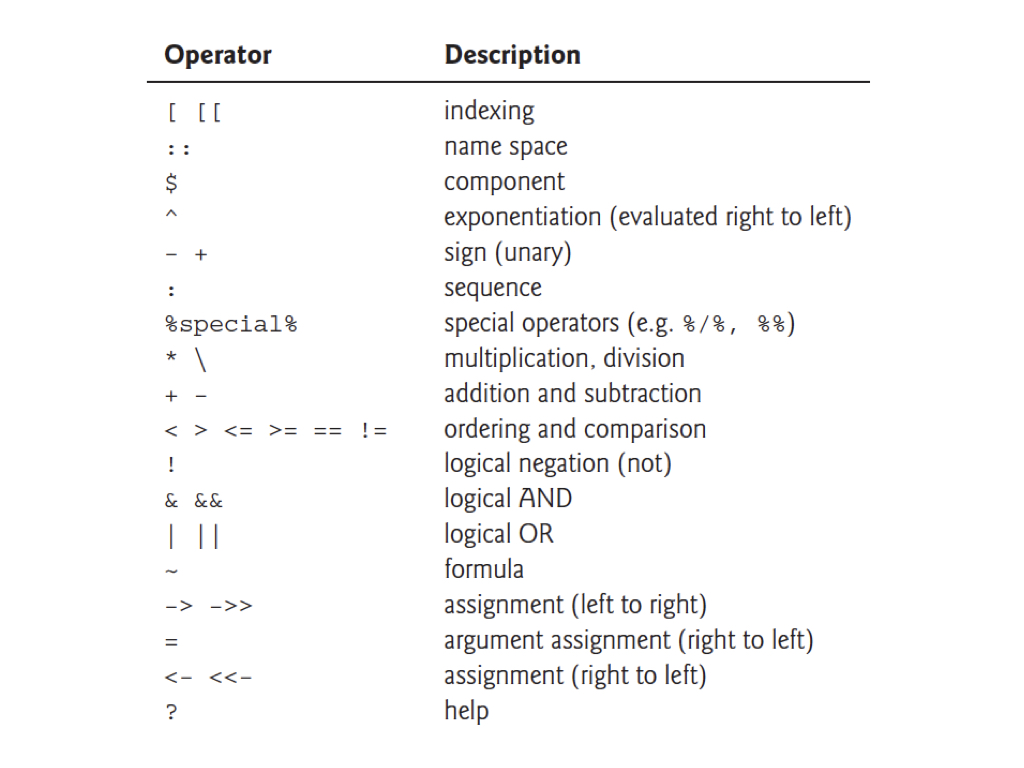 Operator Description
[ [[ indexing
:: name space
$ component
^ exponentiation (evaluated right to left)
– + sign (unary)
: sequence
%special% special operators (e.g. %/%, %%)
* \ multiplication, division
+ – addition and subtraction
< > <= >= == != ordering and comparison
! logical negation (not)
& && logical AND
| || logical OR
~ formula
–> –>> assignment (left to right)
= argument assignment (right to left)
<– <<– assignment (right to left)
? help